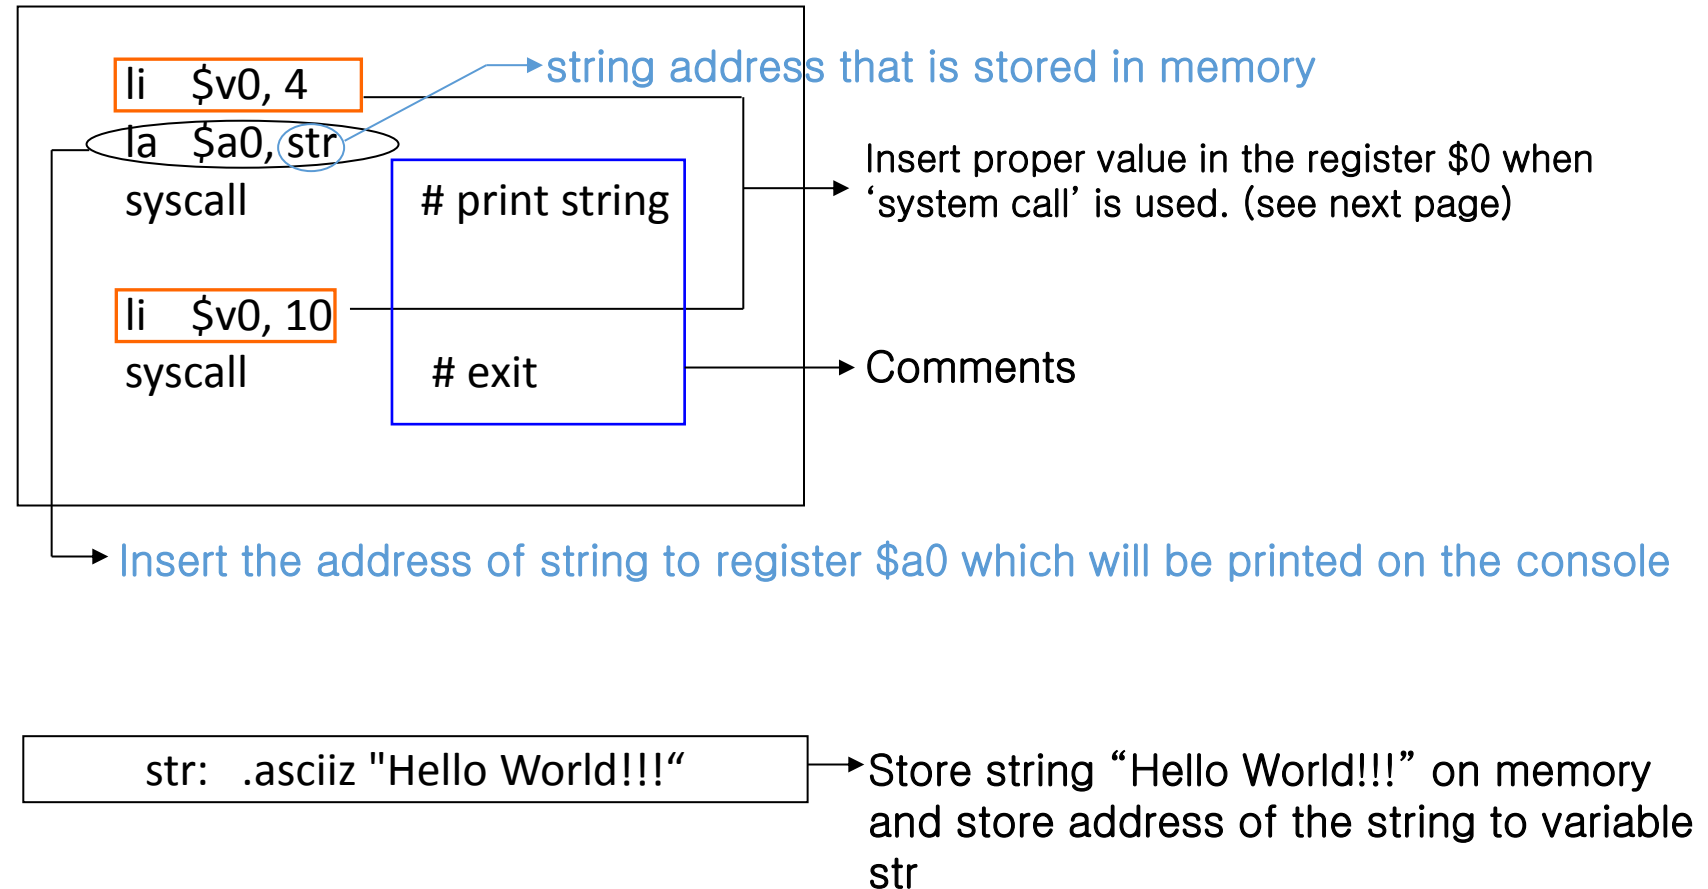 string address that is stored in memory
li $v0, 4
la $a0, str
syscall # print string
Insert proper value in the register $0 when
‘system call’ is used. (see next page)
li $v0, 10
syscall # exit
Comments
Insert the address of string to register $a0 which will be printed on the console
str: .asciiz "Hello World!!!“
Store string “Hello World!!!” on memory
and store address of the string to variable
str